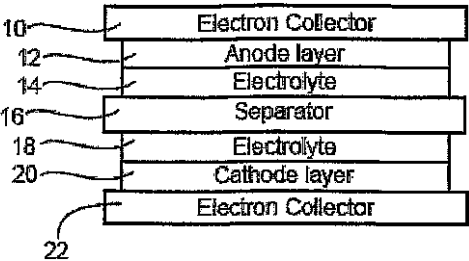 10 Electron Collector
12 Anode layer
14 Electrolyte
16 Separator
18 Electrolyte
20 Cathode layer
Electron Collector
22